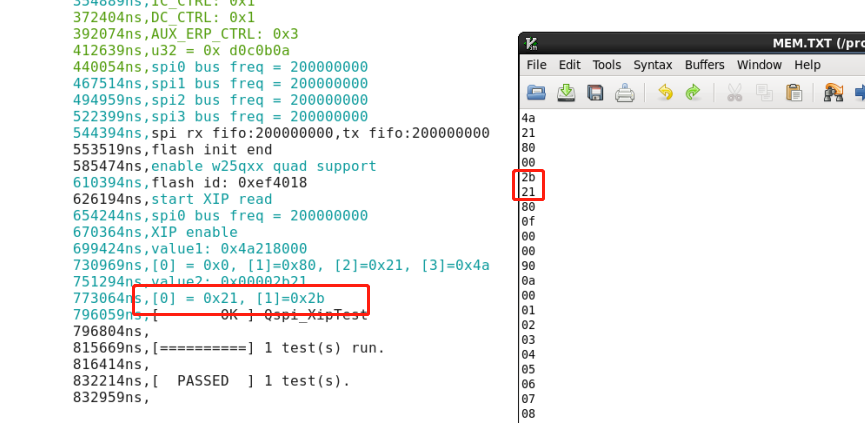 354889ns,IC_CTRL: 0x1
372404ns,DC_CTRL: 0x1
392074ns,AUX_ERP_CTRL: 0x3
412639ns,u32 = 0x d0c0b0a
440054ns,spi0 bus freq = 200000000
467514ns,spi1 bus freq = 200000000
494959ns,spi2 bus freq = 200000000
522399ns,spi3 bus freq = 200000000
544394ns,spi rx fifo:200000000,tx fifo:200000000
553519ns,flash init end
585474ns,enable w25qxx quad support
610394ns,flash id: 0xef4018
626194ns,start XIP read
654244ns,spi0 bus freq = 200000000
670364ns,XIP enable
699424ns,value1: 0x4a218000
730969ns,[0] = 0x0, [1]=0x80, [2]=0x21, [3]=0x4a
751294ns,value2: 0x00002b21
773064ns,[0] = 0x21, [1]=0x2b
796059ns,[       OK ] Qspi_XipTest
796804ns,
815669ns,[==========] 1 test(s) run.
816414ns,
832214ns,[  PASSED  ] 1 test(s).
832959ns,
MEM.TXT (/pro
File Edit Tools Syntax Buffers Window Help
4a
21
80
00
2b
21
80
0f
00
00
90
0a
00
01
02
03
04
05
06
07
08